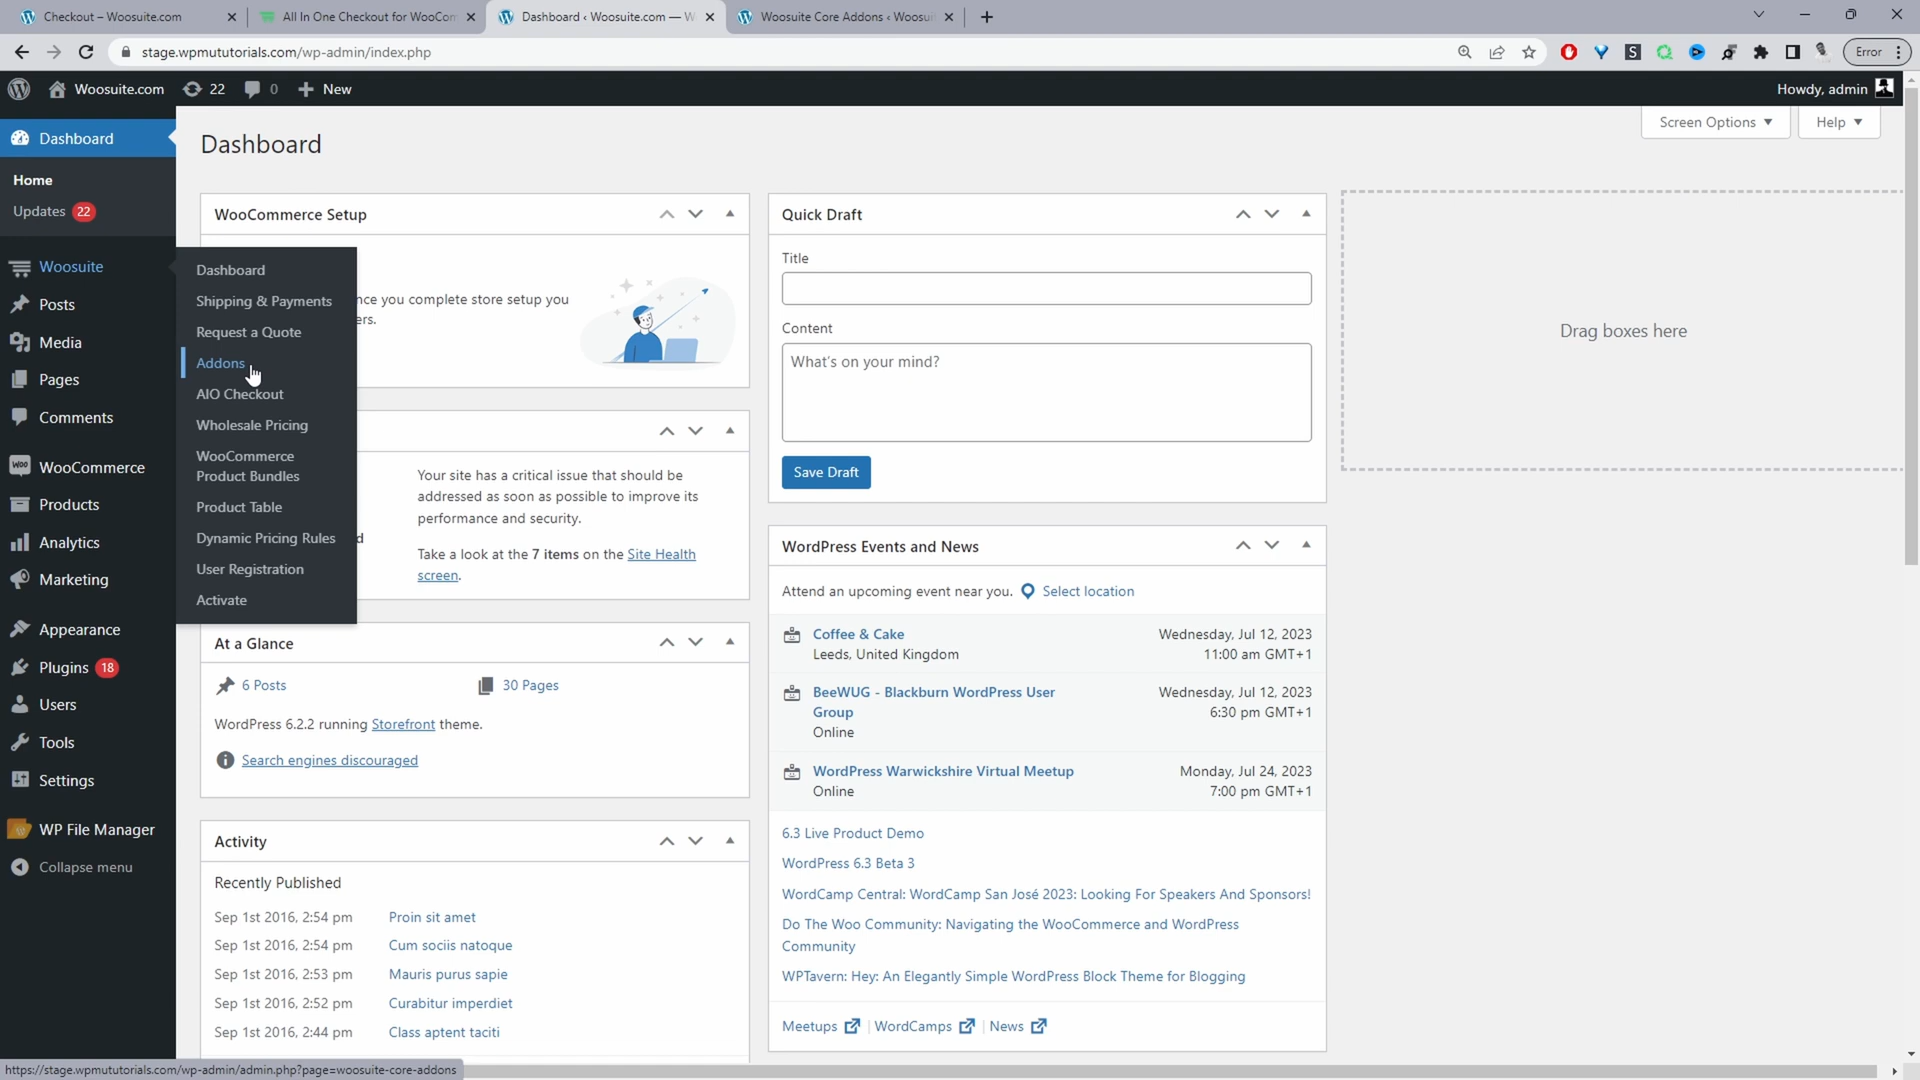 Checkout – Woosuite.com
All In One Checkout for WooCom
Dashboard ‹ Woosuite.com — W
Woosuite Core Addons ‹ Woosui
stage.wpmututorials.com/wp-admin/index.php
Error
Woosuite.com
22
0
New
Howdy, admin
Dashboard
Home
Updates 22
Woosuite
Posts
Media
Pages
Comments
WooCommerce
Products
Analytics
Marketing
Appearance
Plugins 18
Users
Tools
Settings
WP File Manager
Collapse menu
Dashboard
Shipping & Payments
Request a Quote
Addons
AIO Checkout
Wholesale Pricing
WooCommerce
Product Bundles
Product Table
Dynamic Pricing Rules
User Registration
Activate
Screen Options
Help
Dashboard
WooCommerce Setup
nce you complete store setup you
ers.
d
Your site has a critical issue that should be
addressed as soon as possible to improve its
performance and security.
Take a look at the 7 items on the Site Health
screen.
At a Glance
6 Posts
30 Pages
WordPress 6.2.2 running Storefront theme.
Search engines discouraged
Activity
Recently Published
Sep 1st 2016, 2:54 pm Proin sit amet
Sep 1st 2016, 2:54 pm Cum sociis natoque
Sep 1st 2016, 2:53 pm Mauris purus sapie
Sep 1st 2016, 2:52 pm Curabitur imperdiet
Sep 1st 2016, 2:44 pm Class aptent taciti
Quick Draft
Title
Content
What's on your mind?
Save Draft
WordPress Events and News
Attend an upcoming event near you. Select location
Coffee & Cake
Leeds, United Kingdom
Wednesday, Jul 12, 2023
11:00 am GMT+1
BeeWUG - Blackburn WordPress User
Group
Online
Wednesday, Jul 12, 2023
6:30 pm GMT+1
WordPress Warwickshire Virtual Meetup
Online
Monday, Jul 24, 2023
7:00 pm GMT+1
6.3 Live Product Demo
WordPress 6.3 Beta 3
WordCamp Central: WordCamp San José 2023: Looking For Speakers And Sponsors!
Do The Woo Community: Navigating the WooCommerce and WordPress
Community
WPTavern: Hey: An Elegantly Simple WordPress Block Theme for Blogging
Meetups | WordCamps | News
Drag boxes here
https://stage.wpmututorials.com/wp-admin/admin.php?page=woosuite-core-addons